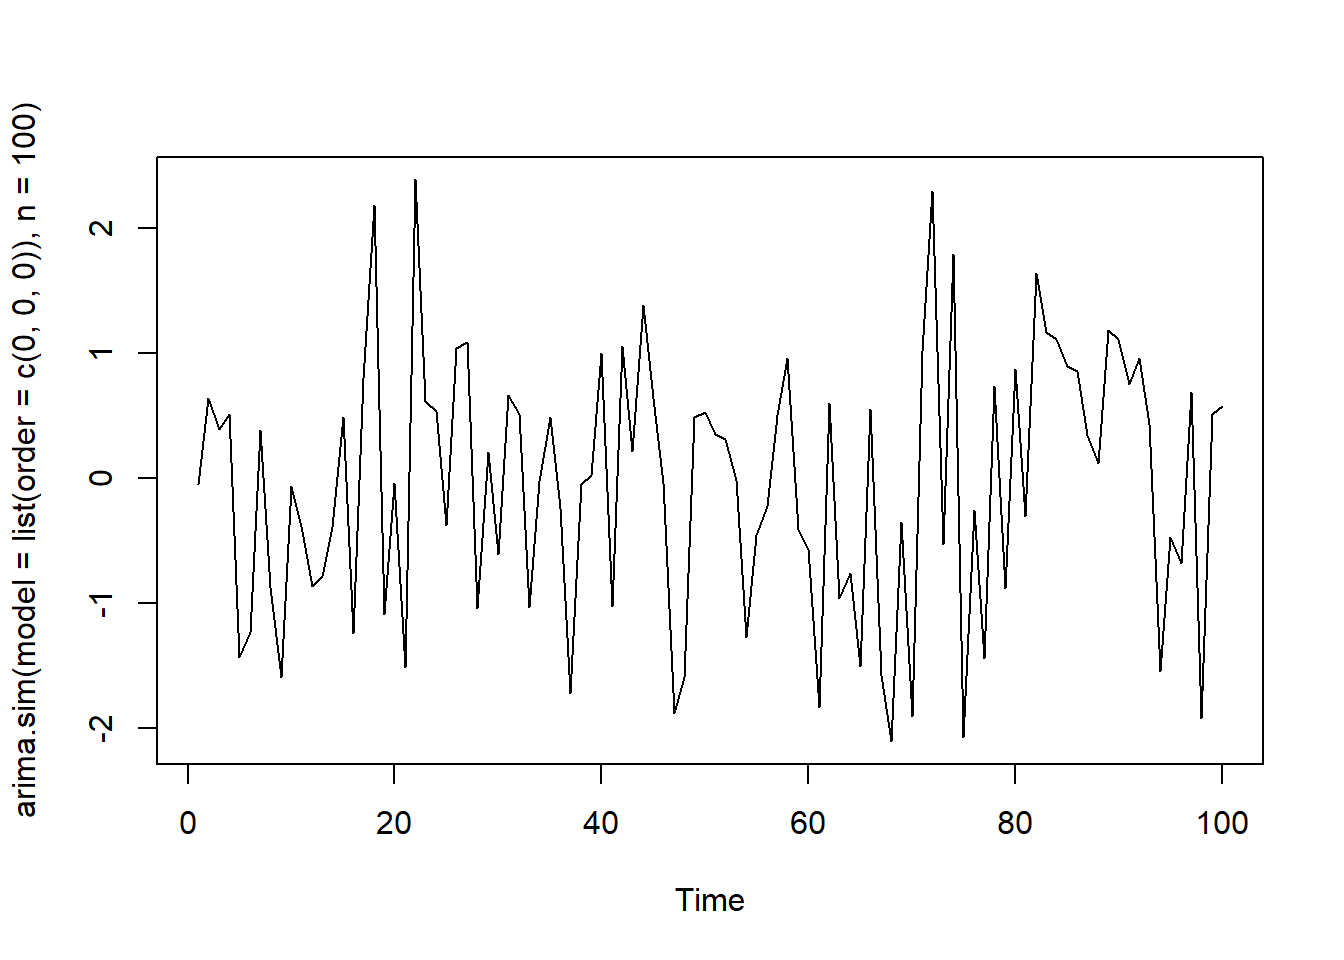 arima.sim(model = list(order = c(0, 0, 0)), n = 100)
2
1
0
-1
-2
0 20 40 60 80 100
Time